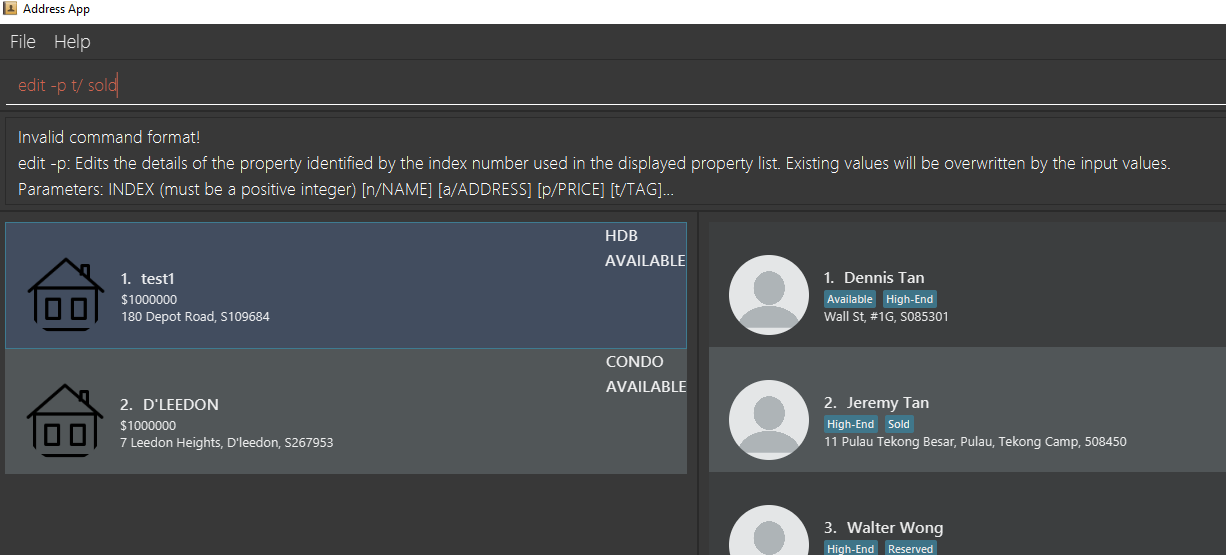 Address App
File Help
edit -p t/ sold
Invalid command format!
edit -p: Edits the details of the property identified by the index number used in the displayed property list. Existing values will be overwritten by the input values.
Parameters: INDEX (must be a positive integer) [n/NAME] [a/ADDRESS] [p/PRICE] [t/TAG]...
HDB
AVAILABLE
1. test1
$1000000
180 Depot Road, S109684
CONDO
AVAILABLE
2. D'LEEDON
$1000000
7 Leedon Heights, D'leedon, S267953
1. Dennis Tan
Available High-End
Wall St, #1G, S085301
2. Jeremy Tan
High-End Sold
11 Pulau Tekong Besar, Pulau, Tekong Camp, 508450
3. Walter Wong
High-End Reserved